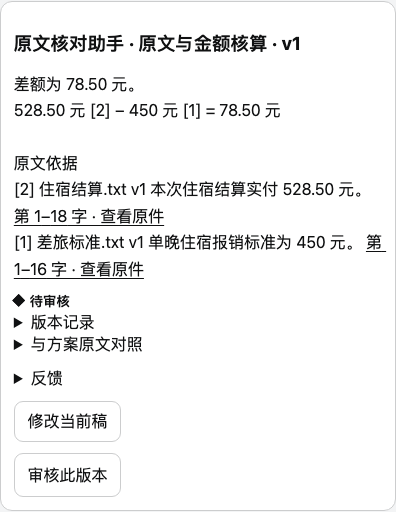 原文核对助手 · 原文与金额核算 · v1
差额为 78.50 元。
528.50 元 [2] − 450 元 [1] = 78.50 元
原文依据
[2] 住宿结算.txt v1 本次住宿结算实付 528.50 元。
第 1–18 字 · 查看原件
[1] 差旅标准.txt v1 单晚住宿报销标准为 450 元。 第
1–16 字 · 查看原件
◆ 待审核
▶ 版本记录
▶ 与方案原文对照
▶ 反馈
修改当前稿
审核此版本